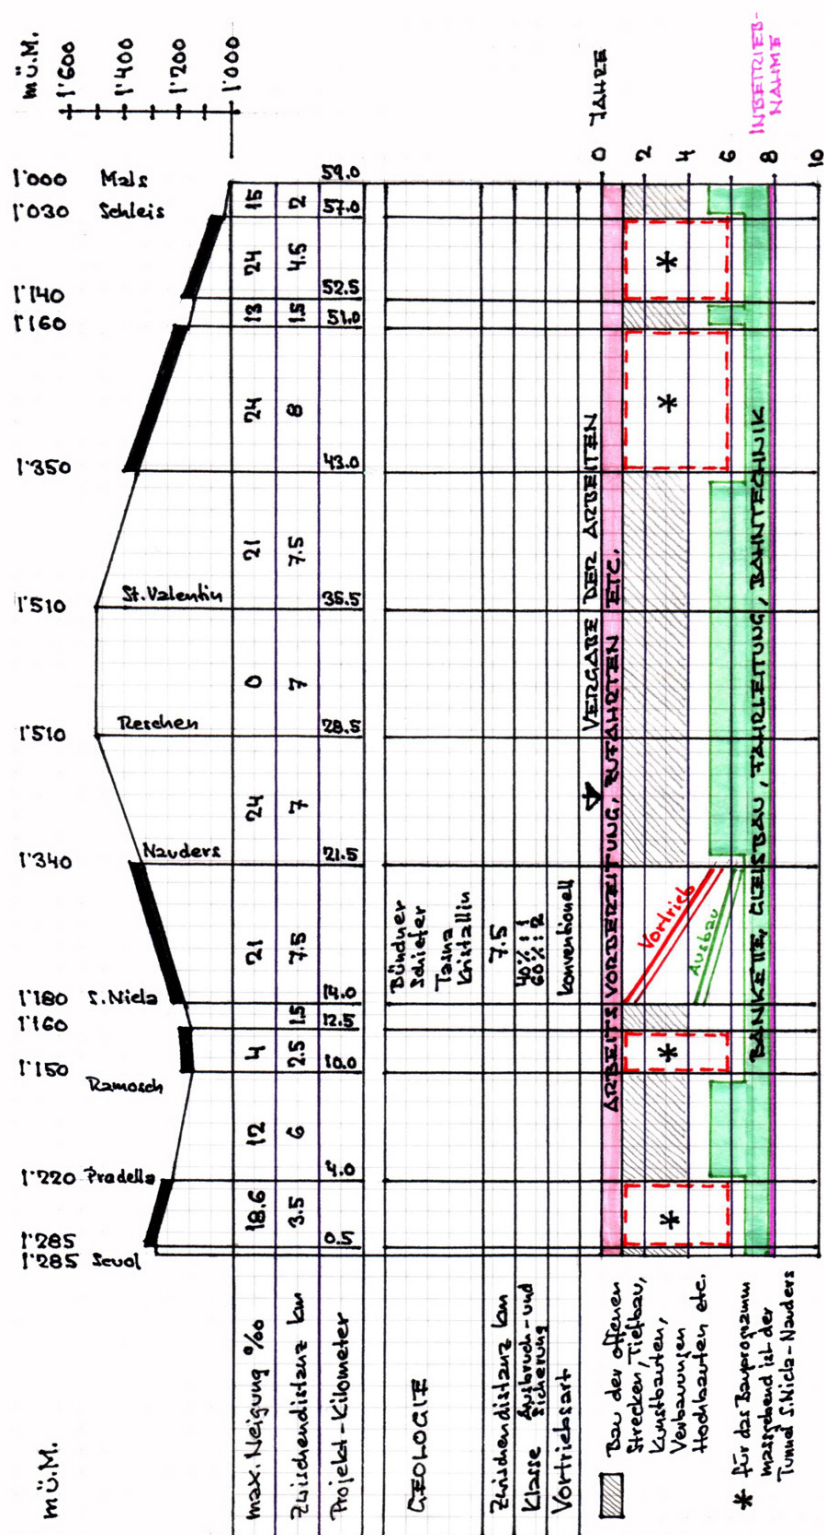 mü.M.
1'600
1'400
1'200
1'000
1'000 Mals
1'030 Schleis
1'140
1'160
1'350
1'510 St. Valentin
1'510 Reschen
1'340 Nauders
1'180 S. Nicla
1'160
1'150 Ramosch
1'220 Pradella
1'285
1'285 Scuol
mü.M.
max. Neigung ‰
18.6
12
4
21
24
0
21
24
13
24
15
Zwischendistanz km
3.5
6
2.5
1.5
7.5
7
7
7.5
8
1.5
4.5
2
Projekt-Kilometer
0.5
4.0
10.0
12.5
14.0
21.5
28.5
35.5
43.0
51.0
52.5
57.0
59.0
GEOLOGIE
Bündner
Schiefer
Tasna
Kristallin
Zwischendistanz km
7.5
Klasse Ausbruch- und
Sicherung
40% : 1
60% : 2
Vortriebsart
konventionell
VERGABE DER ARBEITEN
ARBEITSVORBEREITUNG, ZUFAHRTEN ETC.
Vortrieb
Ausbau
BANKETTE, GLEISBAU, FAHRLEITUNG, BAHNTECHNIK
*
*
*
*
JAHRE
0
2
4
6
8
10
INBETRIEB-
NAHME
Bau der offenen
Strecken, Tiefbau,
Kunstbauten,
Verbauungen
Hochbauten etc.
* für das Bauprogramm
massgebend ist der
Tunnel S.Nicla-Nauders